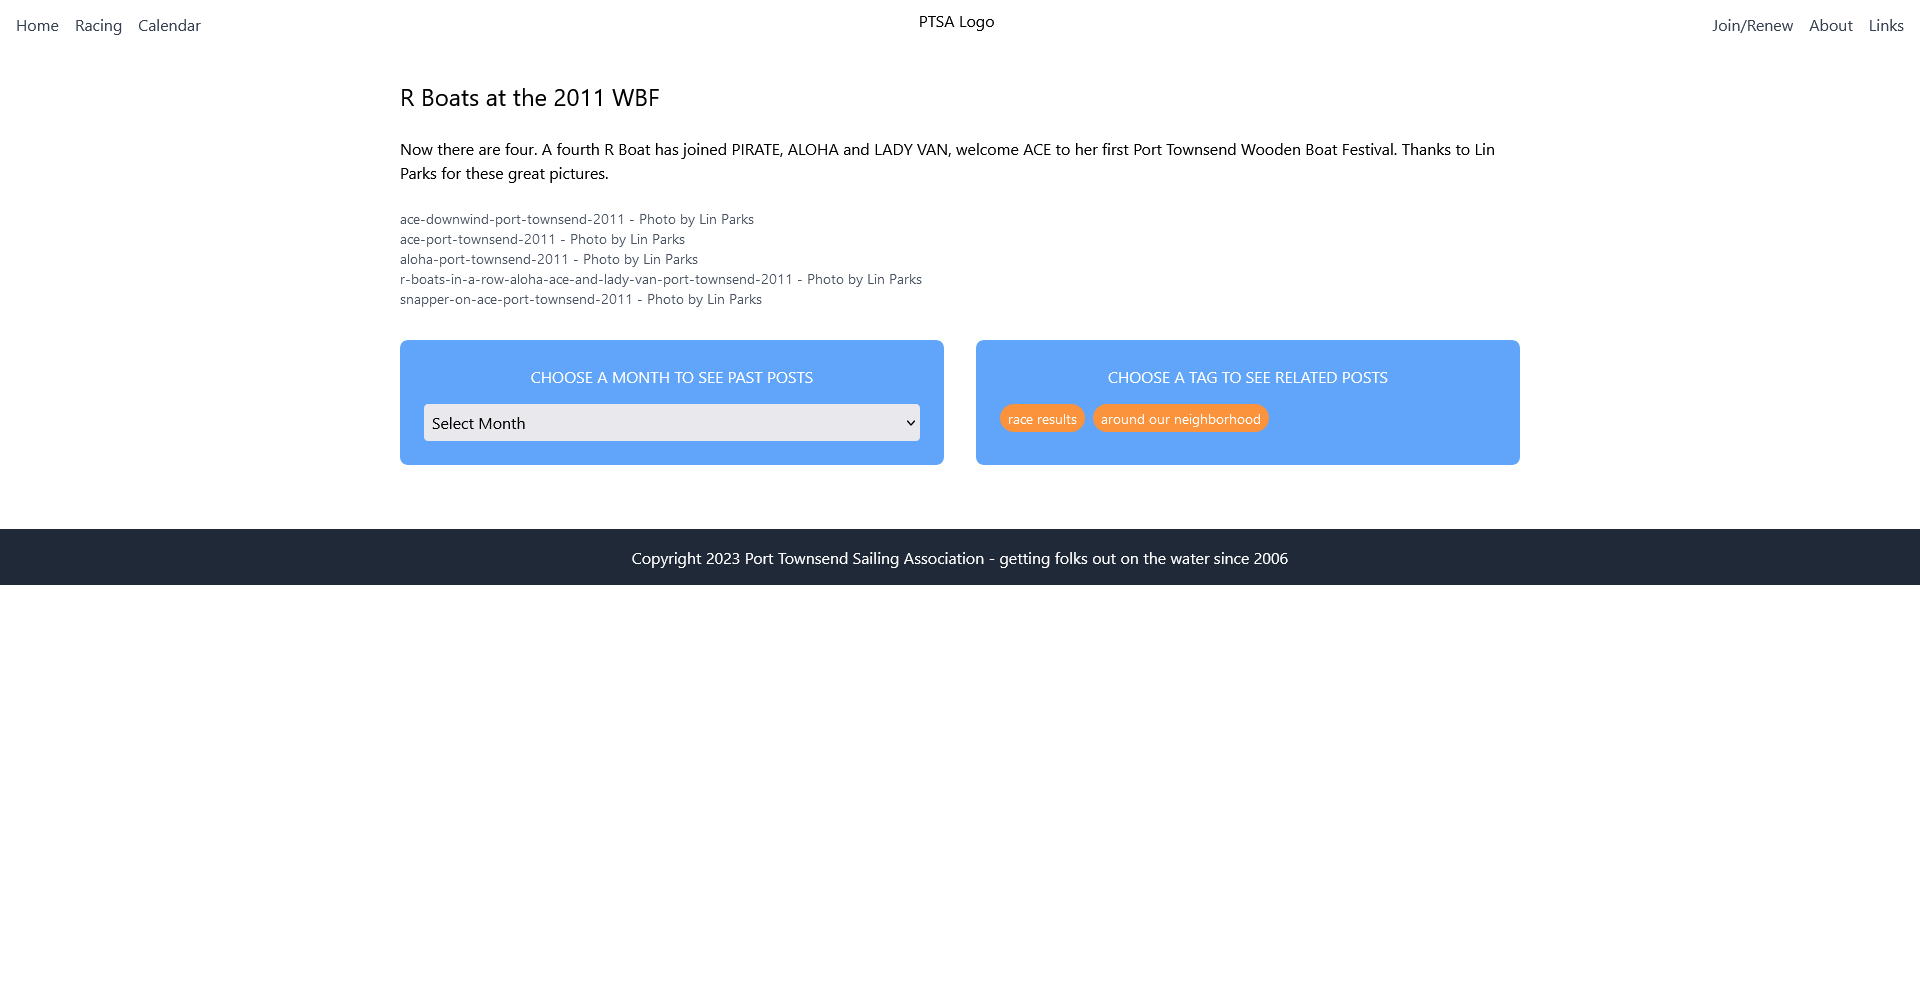 Home Racing Calendar PTSA Logo Join/Renew About Links
R Boats at the 2011 WBF
Now there are four. A fourth R Boat has joined PIRATE, ALOHA and LADY VAN, welcome ACE to her first Port Townsend Wooden Boat Festival. Thanks to Lin
Parks for these great pictures.
ace-downwind-port-townsend-2011 - Photo by Lin Parks
ace-port-townsend-2011 - Photo by Lin Parks
aloha-port-townsend-2011 - Photo by Lin Parks
r-boats-in-a-row-aloha-ace-and-lady-van-port-townsend-2011 - Photo by Lin Parks
snapper-on-ace-port-townsend-2011 - Photo by Lin Parks
CHOOSE A MONTH TO SEE PAST POSTS
Select Month
CHOOSE A TAG TO SEE RELATED POSTS
race results around our neighborhood
Copyright 2023 Port Townsend Sailing Association - getting folks out on the water since 2006